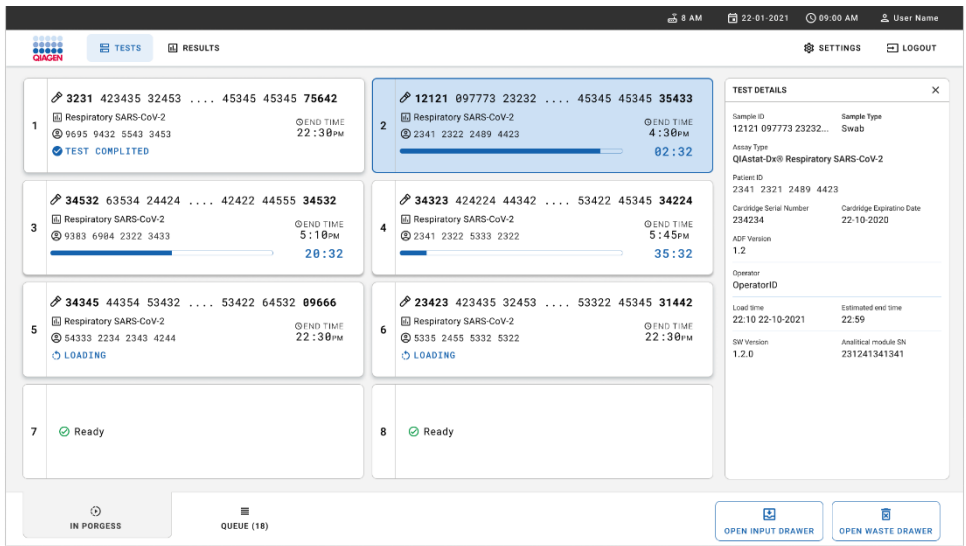 8 AM 22-01-2021 09:00 AM User Name
QIAGEN TESTS RESULTS SETTINGS LOGOUT
1
3231 423435 32453 .... 45345 45345 75642
Respiratory SARS-CoV-2
9695 9432 5543 3453
END TIME
22:30PM
TEST COMPLITED
2
12121 097773 23232 .... 45345 45345 35433
Respiratory SARS-CoV-2
2341 2322 2489 4423
END TIME
4:30PM
02:32
3
34532 63534 24424 .... 42422 44555 34532
Respiratory SARS-CoV-2
9383 6904 2322 3433
END TIME
5:10PM
20:32
4
34323 424224 44342 .... 53422 45345 34224
Respiratory SARS-CoV-2
2341 2322 5333 2322
END TIME
5:45PM
35:32
5
34345 44354 53432 .... 53422 64532 09666
Respiratory SARS-CoV-2
54333 2234 2343 4244
END TIME
22:30PM
LOADING
6
23423 423435 32453 .... 53322 45345 31442
Respiratory SARS-CoV-2
5335 2455 5332 5322
END TIME
22:30PM
LOADING
7
Ready
8
Ready
TEST DETAILS
Sample ID
12121 097773 23232...
Sample Type
Swab
Assay Type
QIAstat-Dx® Respiratory SARS-CoV-2
Patient ID
2341 2321 2489 4423
Cardridge Serial Number
234234
Cardridge Expiratino Date
22-10-2020
ADF Version
1.2
Operator
OperatorID
Load time
22:10 22-10-2021
Estimated end time
22:59
SW Version
1.2.0
Analitical module SN
231241341341
IN PORGESS
QUEUE (18)
OPEN INPUT DRAWER
OPEN WASTE DRAWER